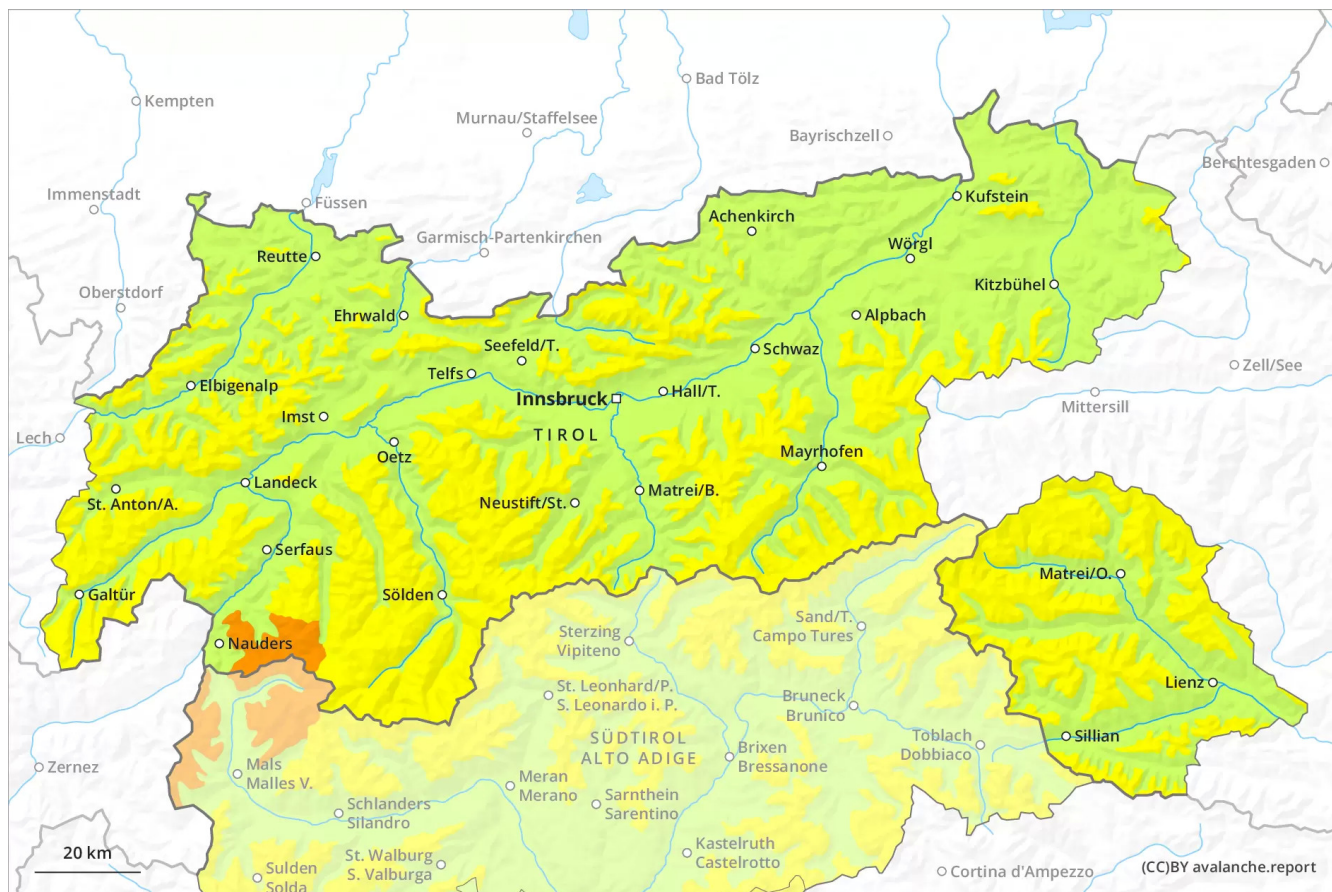 Bad Tölz
Kempten
Murnau/Staffelsee
Bayrischzell
Berchtesgaden
Immenstadt
Füssen
Kufstein
Achenkirch
Garmisch-Partenkirchen
Wörgl
Reutte
Kitzbühel
Oberstdorf
Ehrwald
Alpbach
Seefeld/T.
Schwaz
Zell/See
Telfs
Elbigenalp
Hall/T.
Innsbruck
Mittersill
Imst
TIROL
Lech
Oetz
Mayrhofen
Landeck
St. Anton/A.
Neustift/St.
Matrei/B.
Serfaus
Matrei/O.
Galtür
Sölden
Sand/T.
Campo Tures
Sterzing
Vipiteno
Nauders
Lienz
St. Leonhard/P.
S. Leonardo i. P.
Bruneck
Brunico
Sillian
Toblach
Dobbiaco
SÜDTIROL
ALTO ADIGE
Brixen
Bressanone
Zernez
Mals
Malles V.
Meran
Merano
Sarnthein
Sarentino
Schlanders
Silandro
Kastelruth
Castelrotto
20 km
St. Walburg
S. Valburga
Sulden
Solda
Cortina d'Ampezzo
(CC)BY avalanche.report